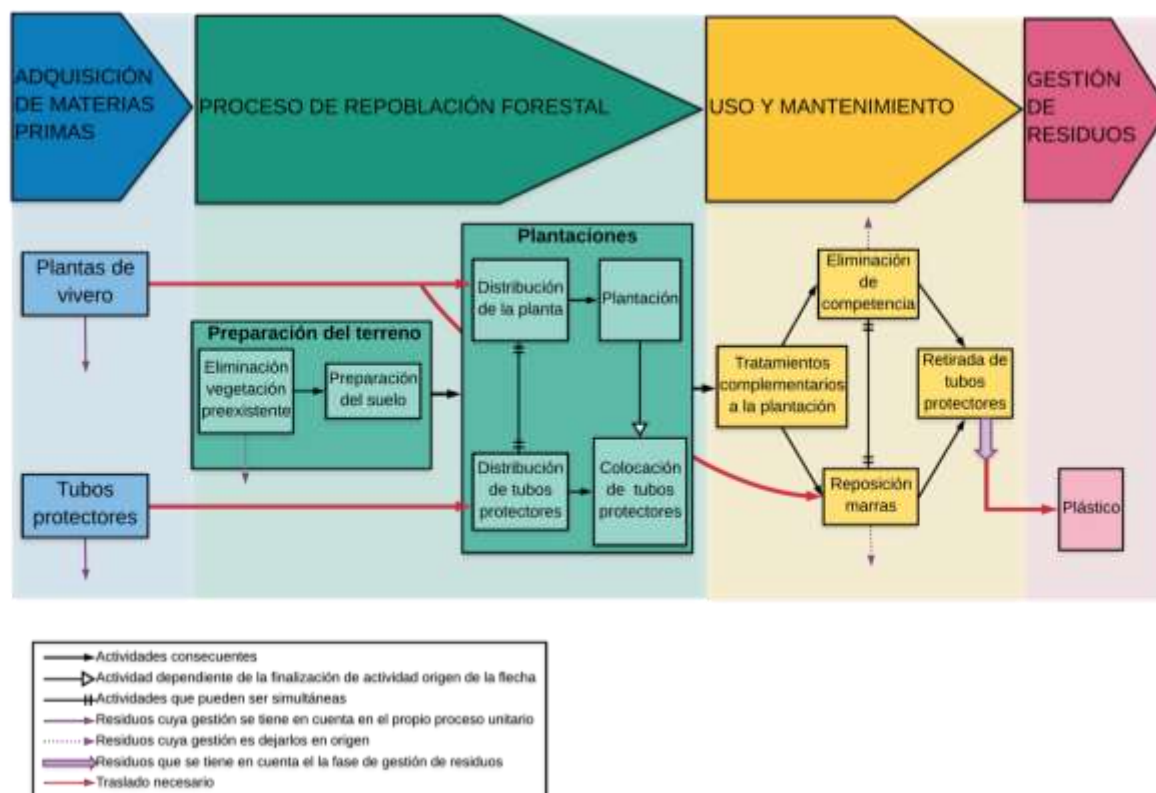 ADQUISICIÓN
DE MATERIAS
PRIMAS
PROCESO DE REPOBLACIÓN FORESTAL
USO Y MANTENIMIENTO
GESTIÓN
DE
RESIDUOS
Plantas de
vivero
Tubos
protectores
Preparación del terreno
Eliminación
vegetación
preexistente
Preparación
del suelo
Plantaciones
Distribución
de la planta
Plantación
Distribución
de tubos
protectores
Colocación
de tubos
protectores
Tratamientos
complementarios
a la plantación
Eliminación
de
competencia
Reposición
marras
Retirada de
tubos
protectores
Plástico
Actividades consecuentes
Actividad dependiente de la finalización de actividad origen de la flecha
Actividades que pueden ser simultáneas
Residuos cuya gestión se tiene en cuenta en el propio proceso unitario
Residuos cuya gestión es dejarlos en origen
Residuos que se tiene en cuenta el la fase de gestión de residuos
Traslado necesario